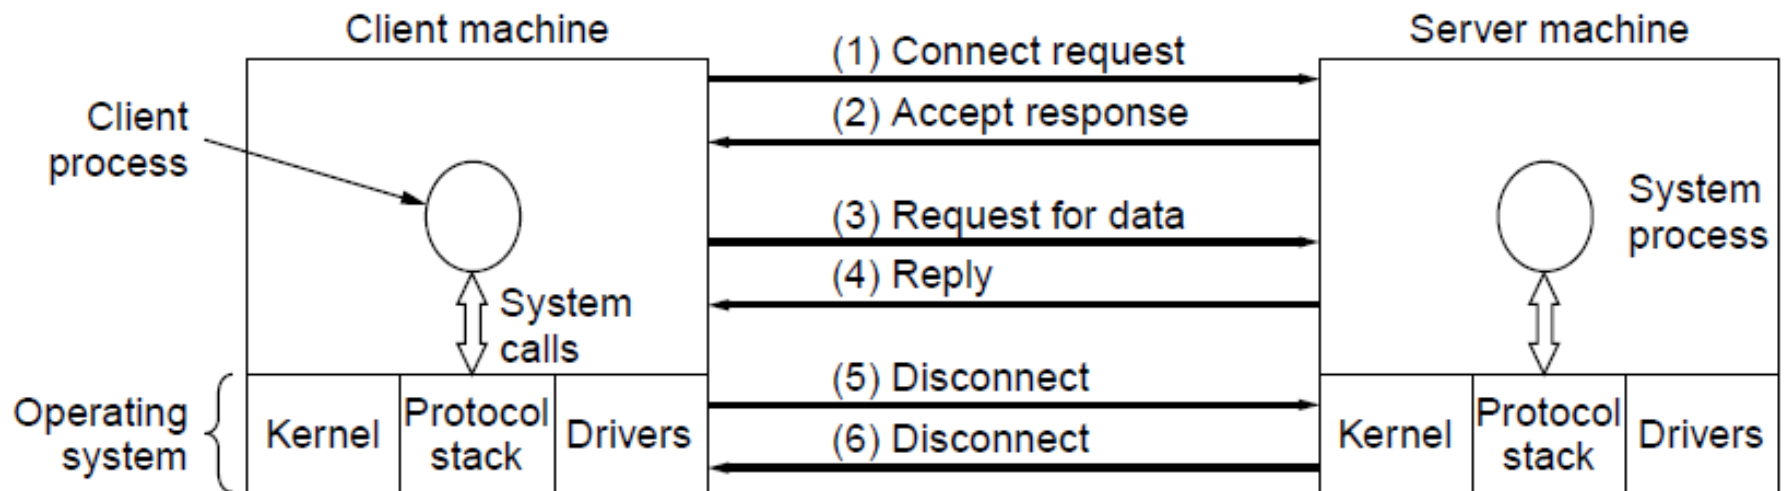 Client machine
Server machine
(1) Connect request
(2) Accept response
Client
process
(3) Request for data
System
process
(4) Reply
System
calls
(5) Disconnect
Operating
system
Kernel
Protocol
stack
Drivers
(6) Disconnect
Kernel
Protocol
stack
Drivers